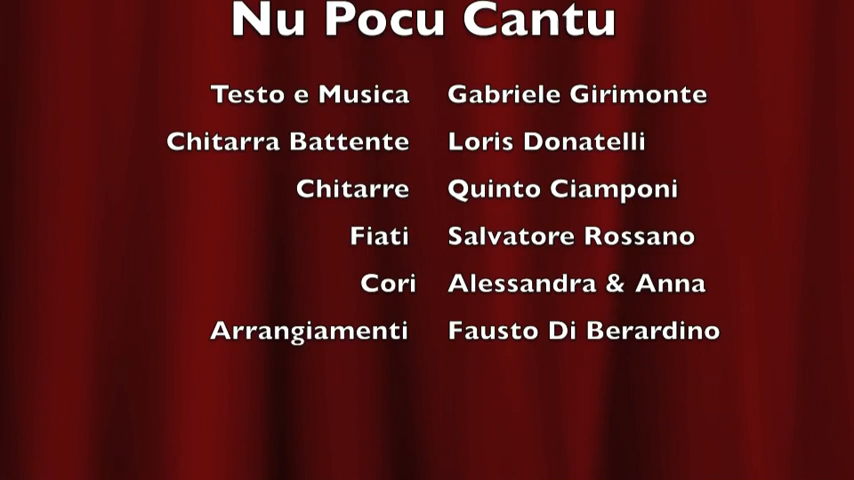 Nu Pocu Cantu
Testo e Musica Gabriele Girimonte
Chitarra Battente Loris Donatelli
Chitarre Quinto Ciamponi
Fiati Salvatore Rossano
Cori Alessandra & Anna
Arrangiamenti Fausto Di Berardino